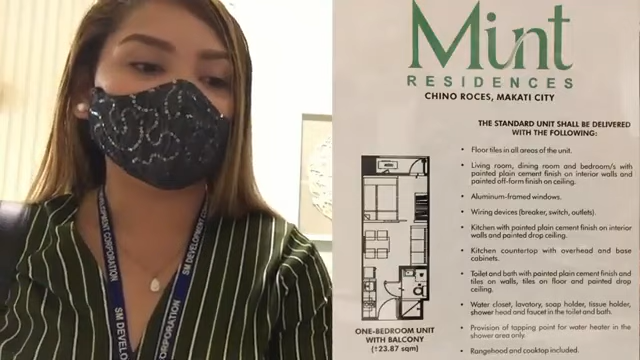 DEVELOPMENT CORPORATION
SM DEVELOPMENT CORPORATION
SM DEVELOP
Mint
RESIDENCES
CHINO ROCES, MAKATI CITY
THE STANDARD UNIT SHALL BE DELIVERED
WITH THE FOLLOWING:
• Floor tiles in all areas of the unit.
• Living room, dining room and bedroom/s with
painted plain cement finish on interior walls and
painted off-form finish on ceiling.
• Aluminum-framed windows.
• Wiring devices (breaker, switch, outlets).
• Kitchen with painted plain cement finish on interior
walls and painted drop ceiling.
• Kitchen countertop with overhead and base
cabinets.
• Toilet and bath with painted plain cement finish and
tiles on walls, tiles on floor and painted drop
ceiling.
• Water closet, lavatory, soap holder, tissue holder,
shower head and faucet in the toilet and bath.
• Provision of tapping point for water heater in the
shower area only.
• Rangehood and cooktop included.
ONE-BEDROOM UNIT
WITH BALCONY
(±23.87 sqm)